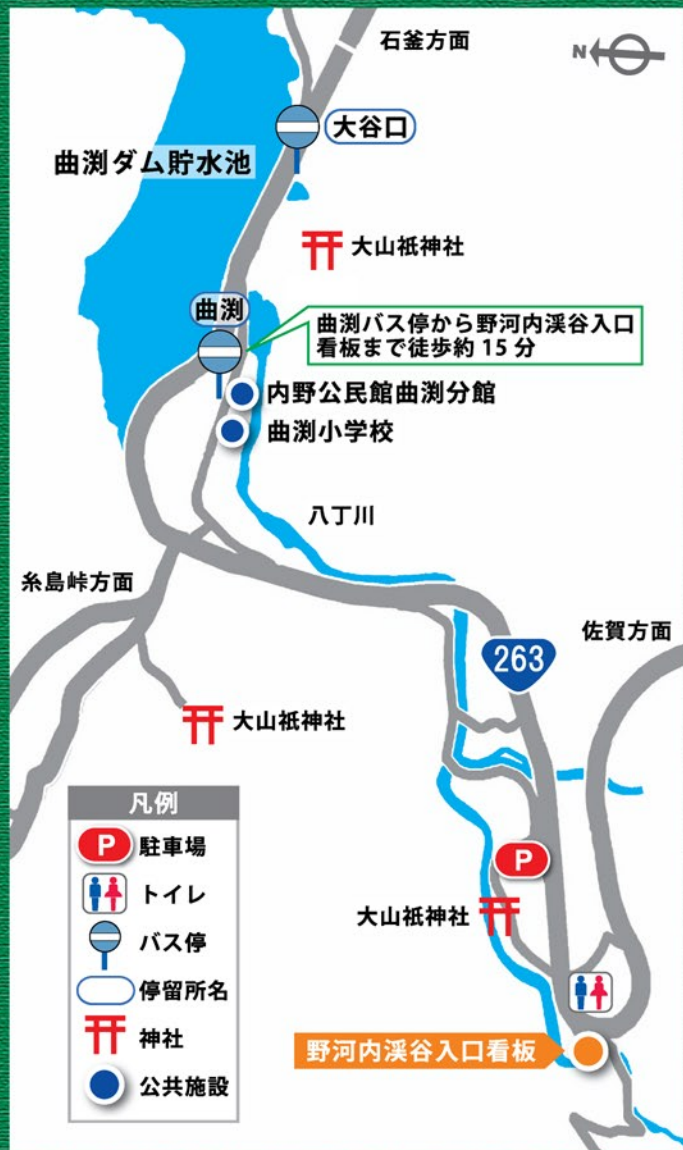 石釜方面
N
大谷口
曲渕ダム貯水池
大山祇神社
曲渕
曲渕バス停から野河内渓谷入口
看板まで徒歩約15分
内野公民館曲渕分館
曲渕小学校
八丁川
糸島峠方面
佐賀方面
263
大山祇神社
凡例
P 駐車場
トイレ
バス停
停留所名
神社
公共施設
P
大山祇神社
野河内渓谷入口看板